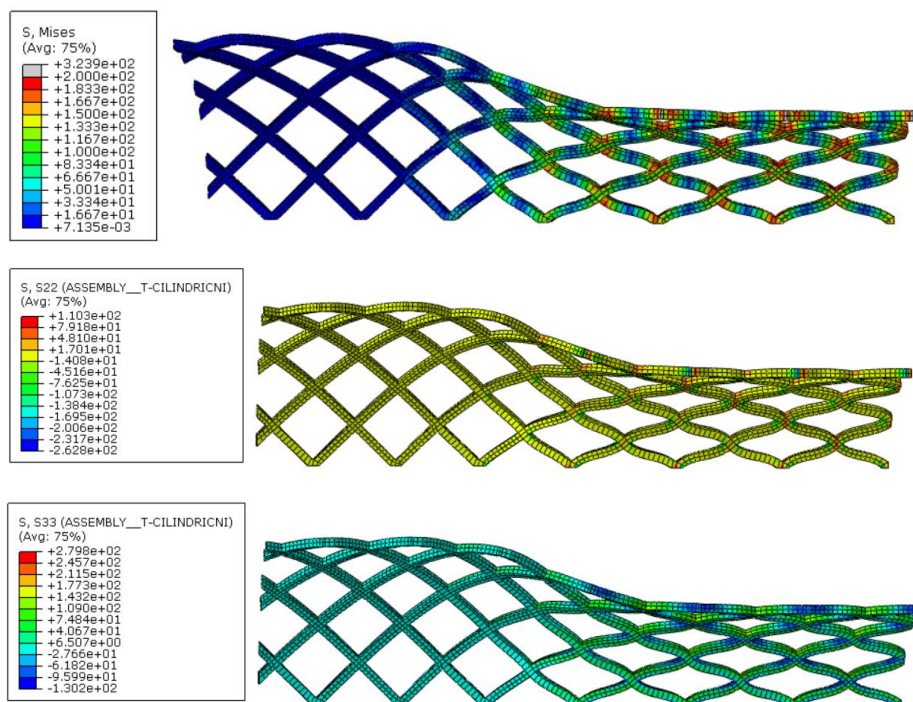 S, Mises
(Avg: 75%)
+3.239e+02
+2.000e+02
+1.833e+02
+1.667e+02
+1.500e+02
+1.333e+02
+1.167e+02
+1.000e+02
+8.334e+01
+6.667e+01
+5.001e+01
+3.334e+01
+1.667e+01
+7.135e-03
S, S22 (ASSEMBLY__T-CILINDRICNI)
(Avg: 75%)
+1.103e+02
+7.918e+01
+4.810e+01
+1.701e+01
-1.408e+01
-4.516e+01
-7.625e+01
-1.073e+02
-1.384e+02
-1.695e+02
-2.006e+02
-2.317e+02
-2.628e+02
S, S33 (ASSEMBLY__T-CILINDRICNI)
(Avg: 75%)
+2.798e+02
+2.457e+02
+2.115e+02
+1.773e+02
+1.432e+02
+1.090e+02
+7.484e+01
+4.067e+01
+6.507e+00
-2.766e+01
-6.182e+01
-9.599e+01
-1.302e+02